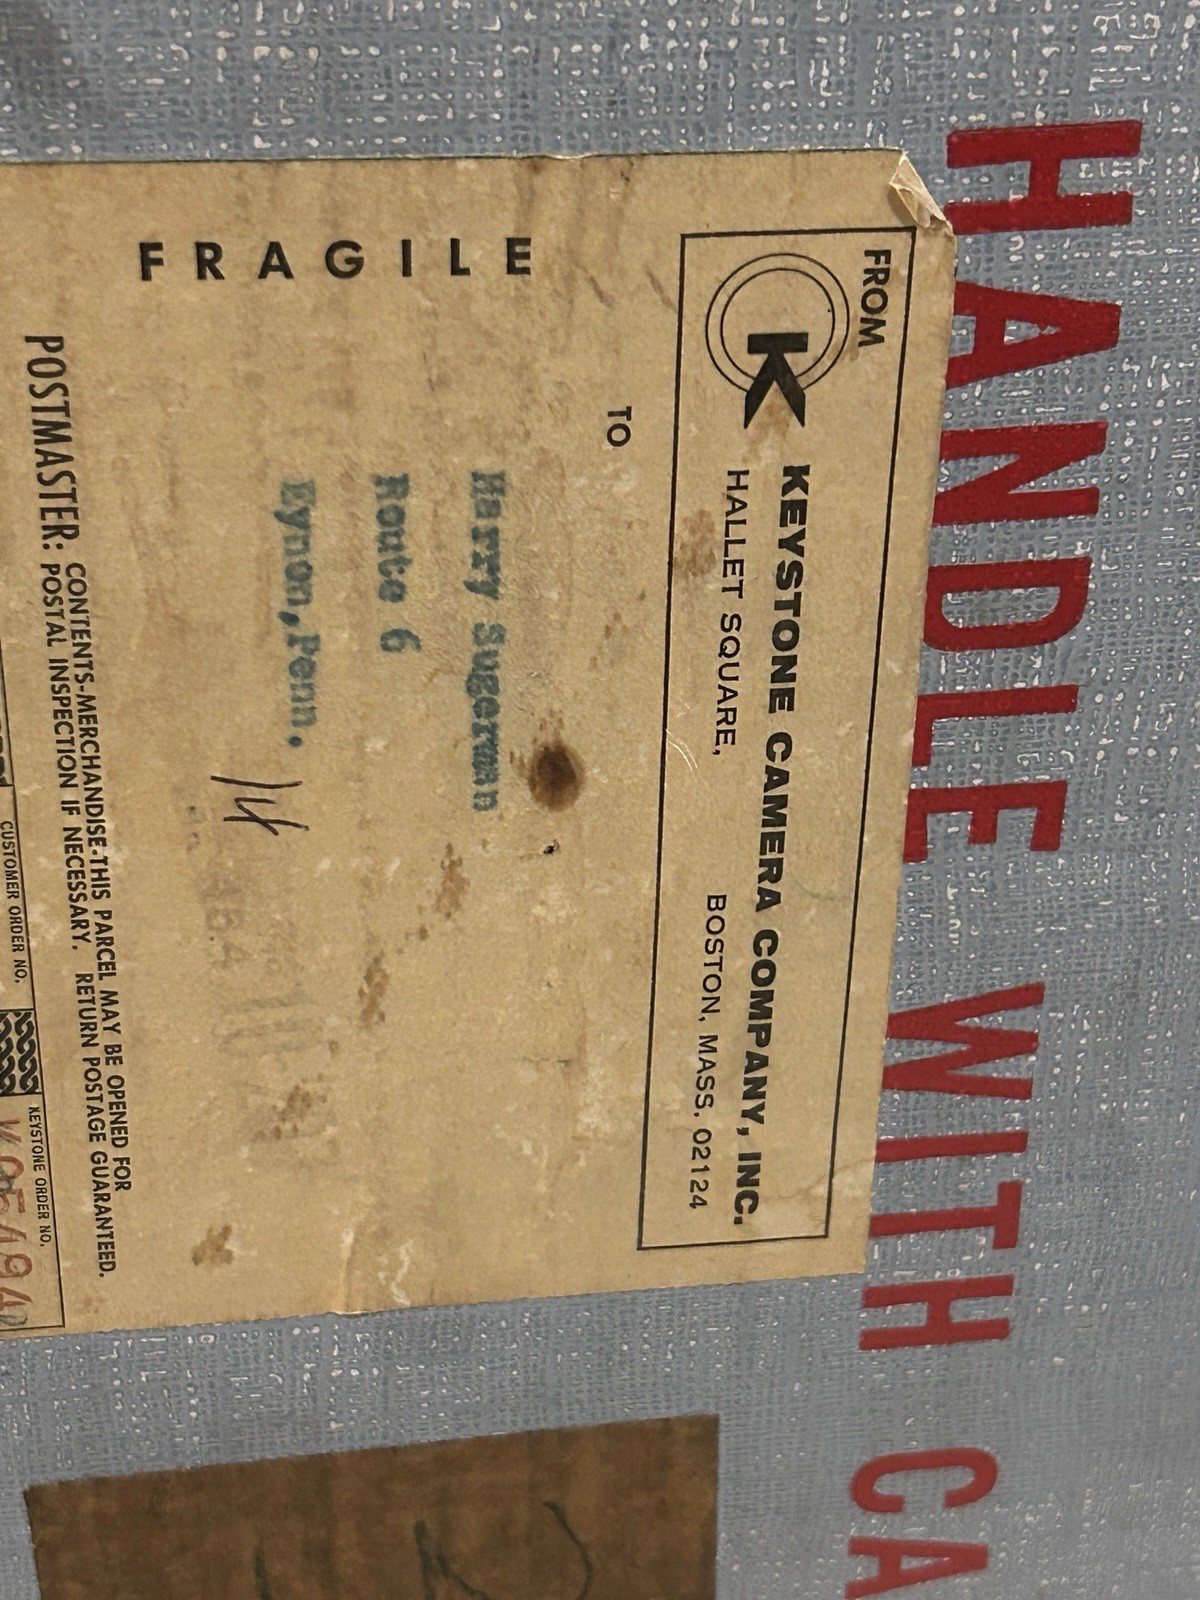 HANDLE WITH CA
FROM
K
KEYSTONE CAMERA COMPANY, INC.
HALLET SQUARE, BOSTON, MASS. 02124
TO
FRAGILE
Harry Sugerman
Route 6
Eynon,Penn.
14
POSTMASTER: CONTENTS-MERCHANDISE-THIS PARCEL MAY BE OPENED FOR
POSTAL INSPECTION IF NECESSARY. RETURN POSTAGE GUARANTEED.
CUSTOMER ORDER NO.
KEYSTONE ORDER NO.